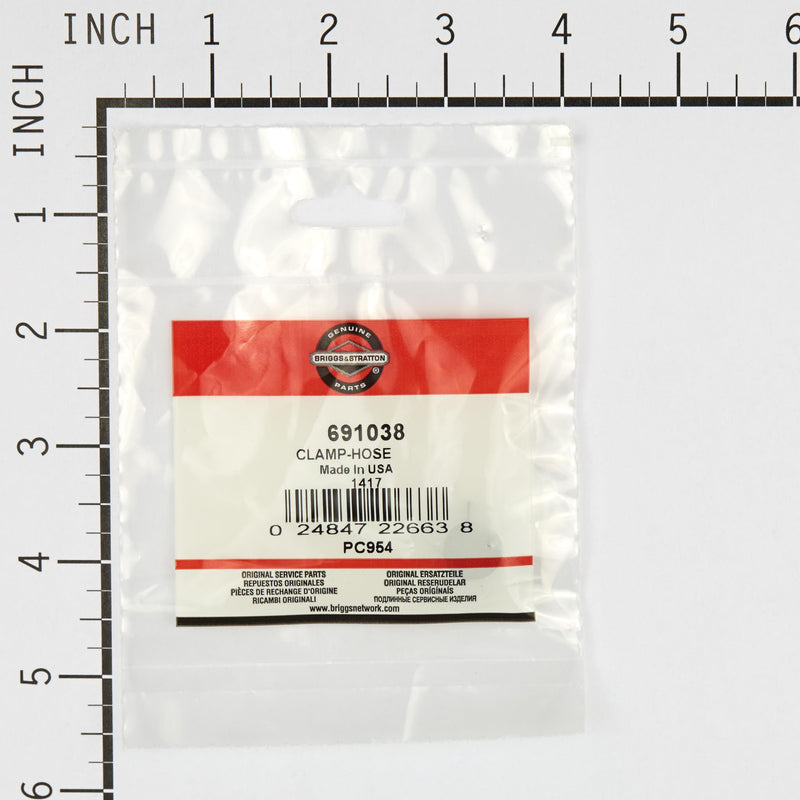 INCH 1 2 3 4 5 6
INCH 1 2 3 4 5 6
GENUINE
BRIGGS & STRATTON
®
PARTS
691038
CLAMP-HOSE
Made In USA
1417
0 24847 22663 8
PC954
ORIGINAL SERVICE PARTS
REPUESTOS ORIGINALES
PIÈCES DE RECHANGE D'ORIGINE
RICAMBI ORIGINALI
ORIGINAL ERSATZTEILE
ORIGINAL RESERUDELAR
PEÇAS ORIGINAIS
ПОДЛИННЫЕ СЕРВИСНЫЕ ИЗДЕЛИЯ
www.briggsnetwork.com